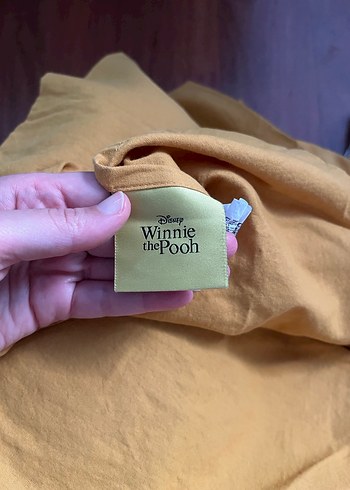 Disney
Winnie
the Pooh